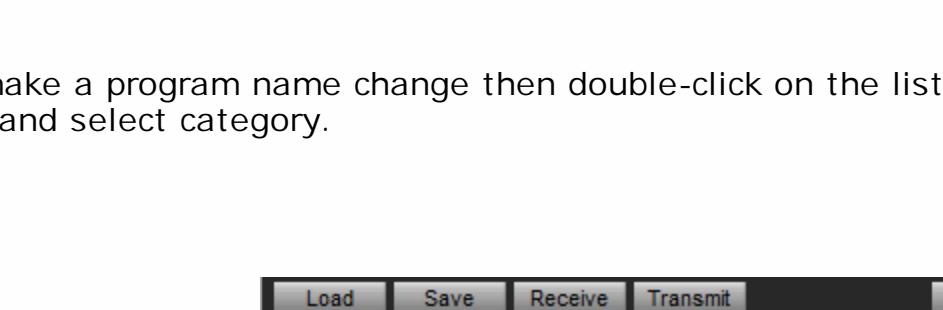 make a program name change then double-click on the list
and select category.
Load Save Receive Transmit